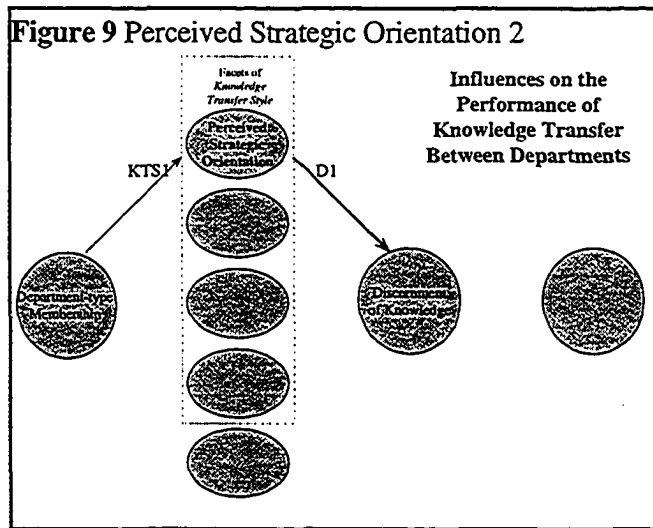 Figure 9 Perceived Strategic Orientation 2
Facets of
Knowledge
Transfer Style
Influences on the
Performance of
Knowledge Transfer
Between Departments
Perceived
Strategic
Orientation
KTS1
D1
Department-type
Membership
Discernment
of Knowledge